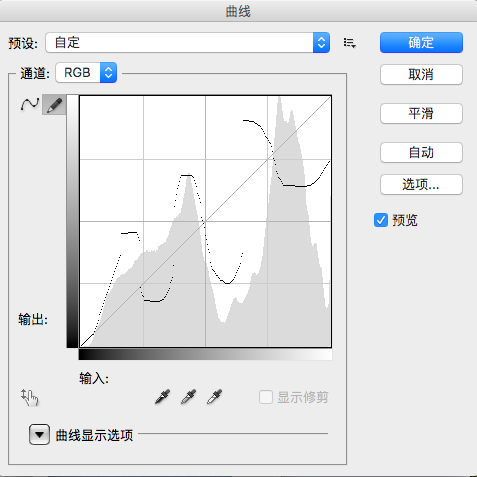 曲线
预设: 自定
确定
通道: RGB
取消
平滑
自动
选项...
预览
输出:
输入:
显示修剪
曲线显示选项